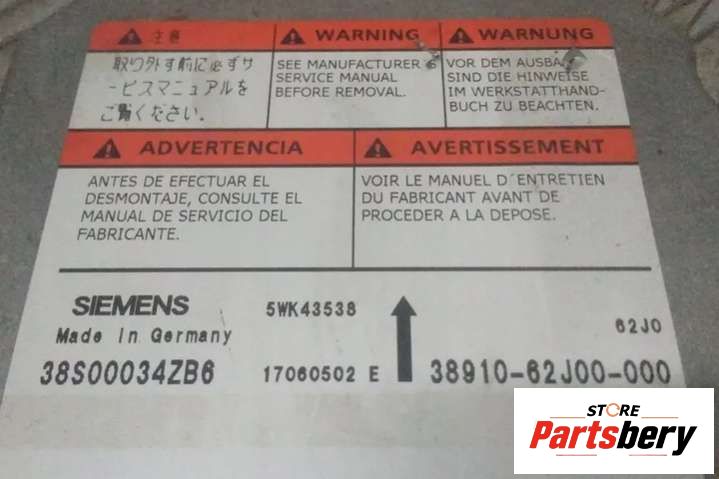 注意
取り外す前に必ずサ
ービスマニュアルを
ご覧ください.
WARNING
SEE MANUFACTURER'S
SERVICE MANUAL
BEFORE REMOVAL.
WARNUNG
VOR DEM AUSBAU
SIND DIE HINWEISE
IM WERKSTATTHAND-
BUCH ZU BEACHTEN.
ADVERTENCIA
ANTES DE EFECTUAR EL
DESMONTAJE, CONSULTE EL
MANUAL DE SERVICIO DEL
FABRICANTE.
AVERTISSEMENT
VOIR LE MANUEL D´ENTRETIEN
DU FABRICANT AVANT DE
PROCEDER A LA DEPOSE.
SIEMENS 5WK43538
62J0
Made In Germany
38S00034ZB6 17060502 E 38910-62J00-000
STORE
Partsbery